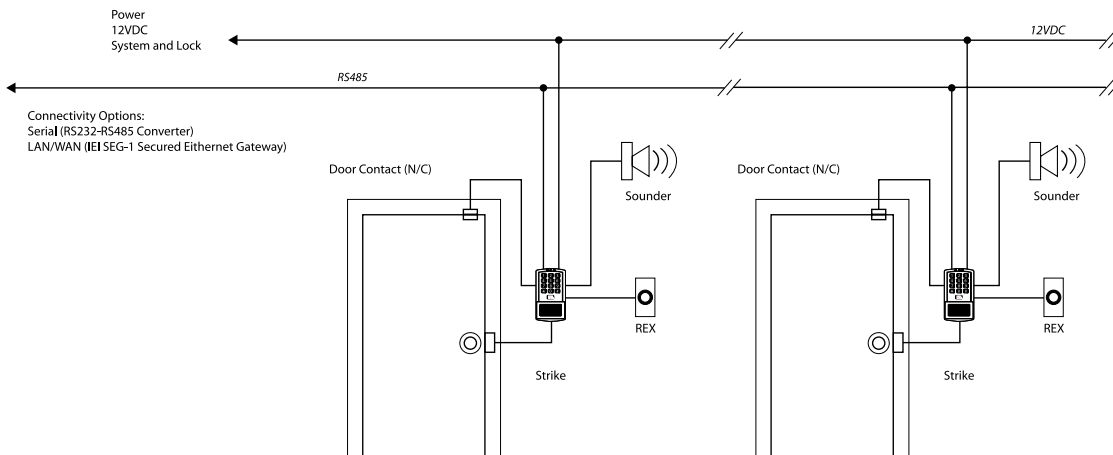 Power
12VDC
System and Lock
12VDC
RS485
Connectivity Options:
Serial (RS232-RS485 Converter)
LAN/WAN (IEI SEG-1 Secured Eithernet Gateway)
Door Contact (N/C)
Sounder
REX
Strike
Door Contact (N/C)
Sounder
REX
Strike